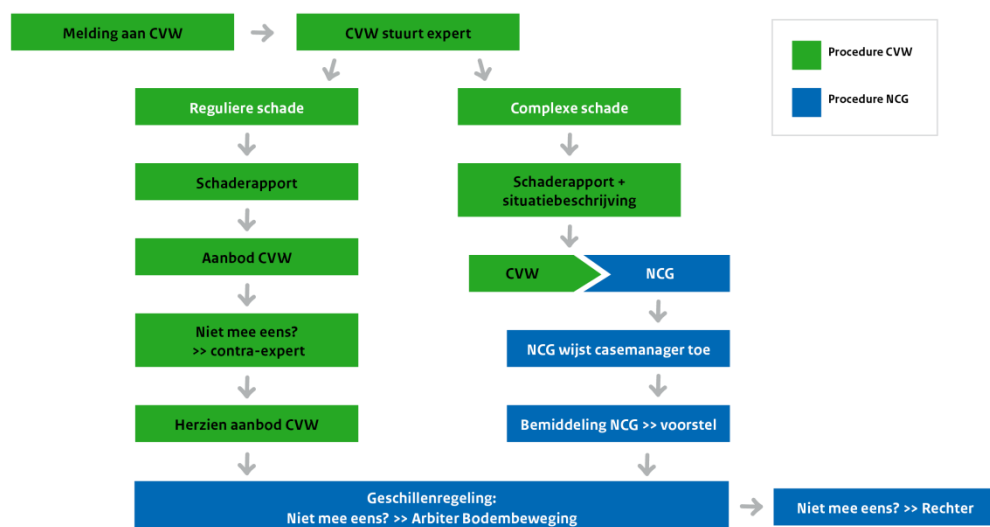 Melding aan CVW
CVW stuurt expert
Procedure CVW
Procedure NCG
Reguliere schade
Complexe schade
Schaderapport
Schaderapport +
situatiebeschrijving
Aanbod CVW
CVW
NCG
Niet mee eens?
>> contra-expert
NCG wijst casemanager toe
Herzien aanbod CVW
Bemiddeling NCG >> voorstel
Geschillenregeling:
Niet mee eens? >> Arbiter Bodembeweging
Niet mee eens? >> Rechter